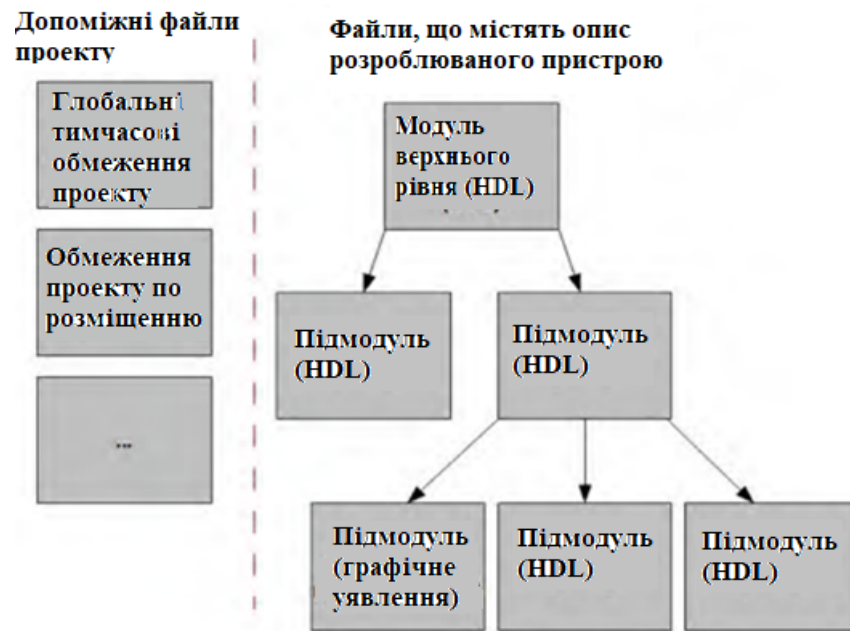 Допоміжні файли
проекту
Глобальні
тимчасові
обмеження
проекту
Обмеження
проекту по
розміщенню
...
Файли, що містять опис
розроблюваного пристрою
Модуль
верхнього
рівня (HDL)
Підмодуль
(HDL)
Підмодуль
(HDL)
Підмодуль
(графічне
уявлення)
Підмодуль
(HDL)
Підмодуль
(HDL)